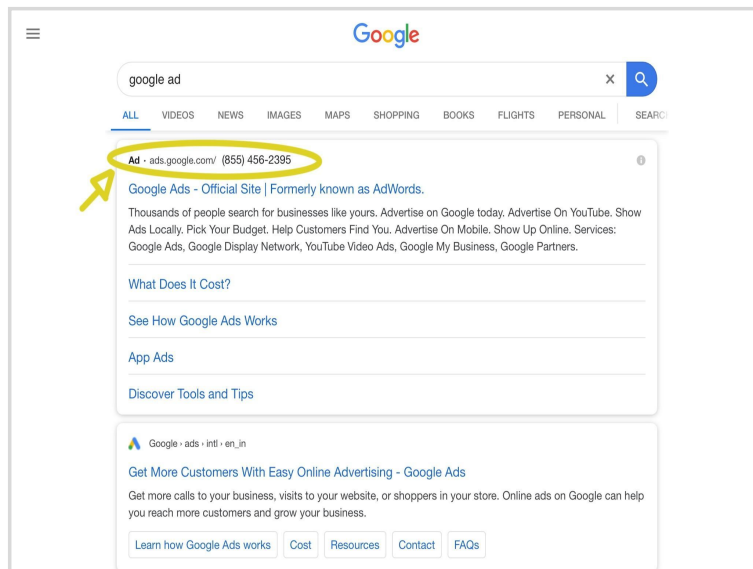 Google
google ad
ALL VIDEOS NEWS IMAGES MAPS SHOPPING BOOKS FLIGHTS PERSONAL SEARC
Ad · ads.google.com/ (855) 456-2395
Google Ads - Official Site | Formerly known as AdWords.
Thousands of people search for businesses like yours. Advertise on Google today. Advertise On YouTube. Show
Ads Locally. Pick Your Budget. Help Customers Find You. Advertise On Mobile. Show Up Online. Services:
Google Ads, Google Display Network, YouTube Video Ads, Google My Business, Google Partners.
What Does It Cost?
See How Google Ads Works
App Ads
Discover Tools and Tips
Google › ads › intl › en_in
Get More Customers With Easy Online Advertising - Google Ads
Get more calls to your business, visits to your website, or shoppers in your store. Online ads on Google can help
you reach more customers and grow your business.
Learn how Google Ads works Cost Resources Contact FAQs